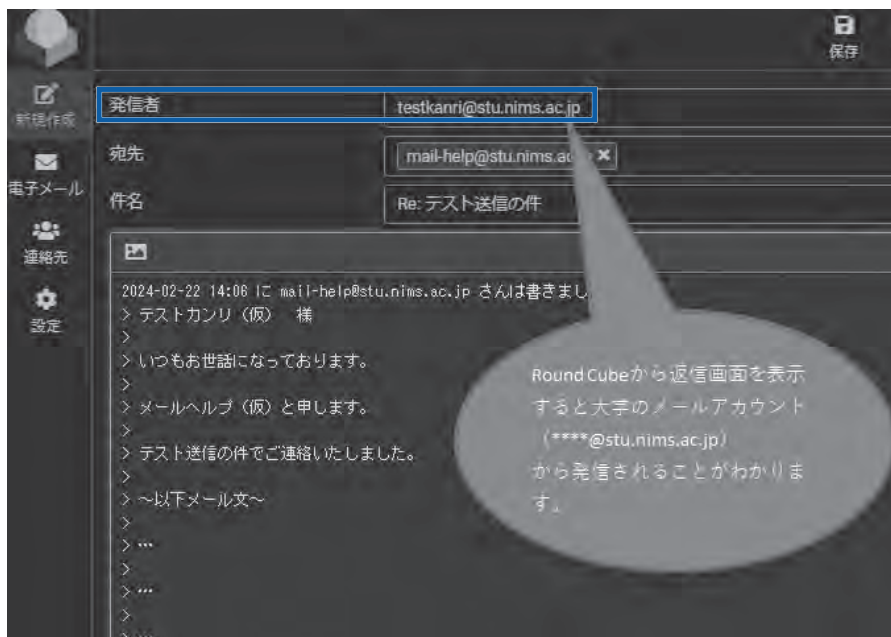 保存
新規作成
電子メール
連絡先
設定
発信者 testkanri@stu.nims.ac.jp
宛先 mail-help@stu.nims.ac
件名 Re: テスト送信の件
2024-02-22 14:06 に mail-help@stu.nims.ac.jp さんは書きまし
> テストカンリ（仮） 様
>
> いつもお世話になっております。
>
> メールヘルプ（仮）と申します。
>
> テスト送信の件でご連絡いたしました。
>
> ～以下メール文～
>
> …
>
> …
>
Round Cubeから返信画面を表示
すると大学のメールアカウント
（****@stu.nims.ac.jp）
から発信されることがわかりま
す。